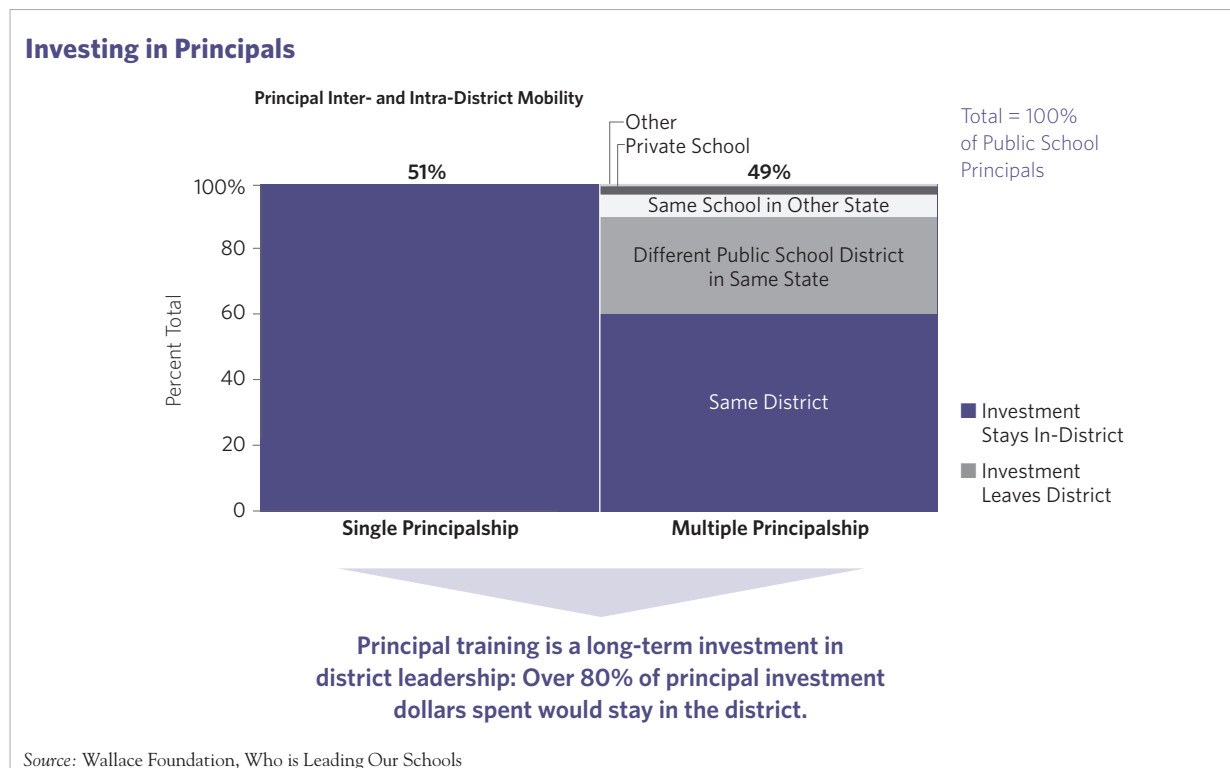 Investing in Principals
Principal Inter- and Intra-District Mobility
Total = 100%
of Public School
Principals
Other
Private School
51%
49%
100%
80
60
40
20
0
Percent Total
Same School in Other State
Different Public School District
in Same State
Same District
Investment
Stays In-District
Investment
Leaves District
Single Principalship
Multiple Principalship
Principal training is a long-term investment in
district leadership: Over 80% of principal investment
dollars spent would stay in the district.
Source: Wallace Foundation, Who is Leading Our Schools